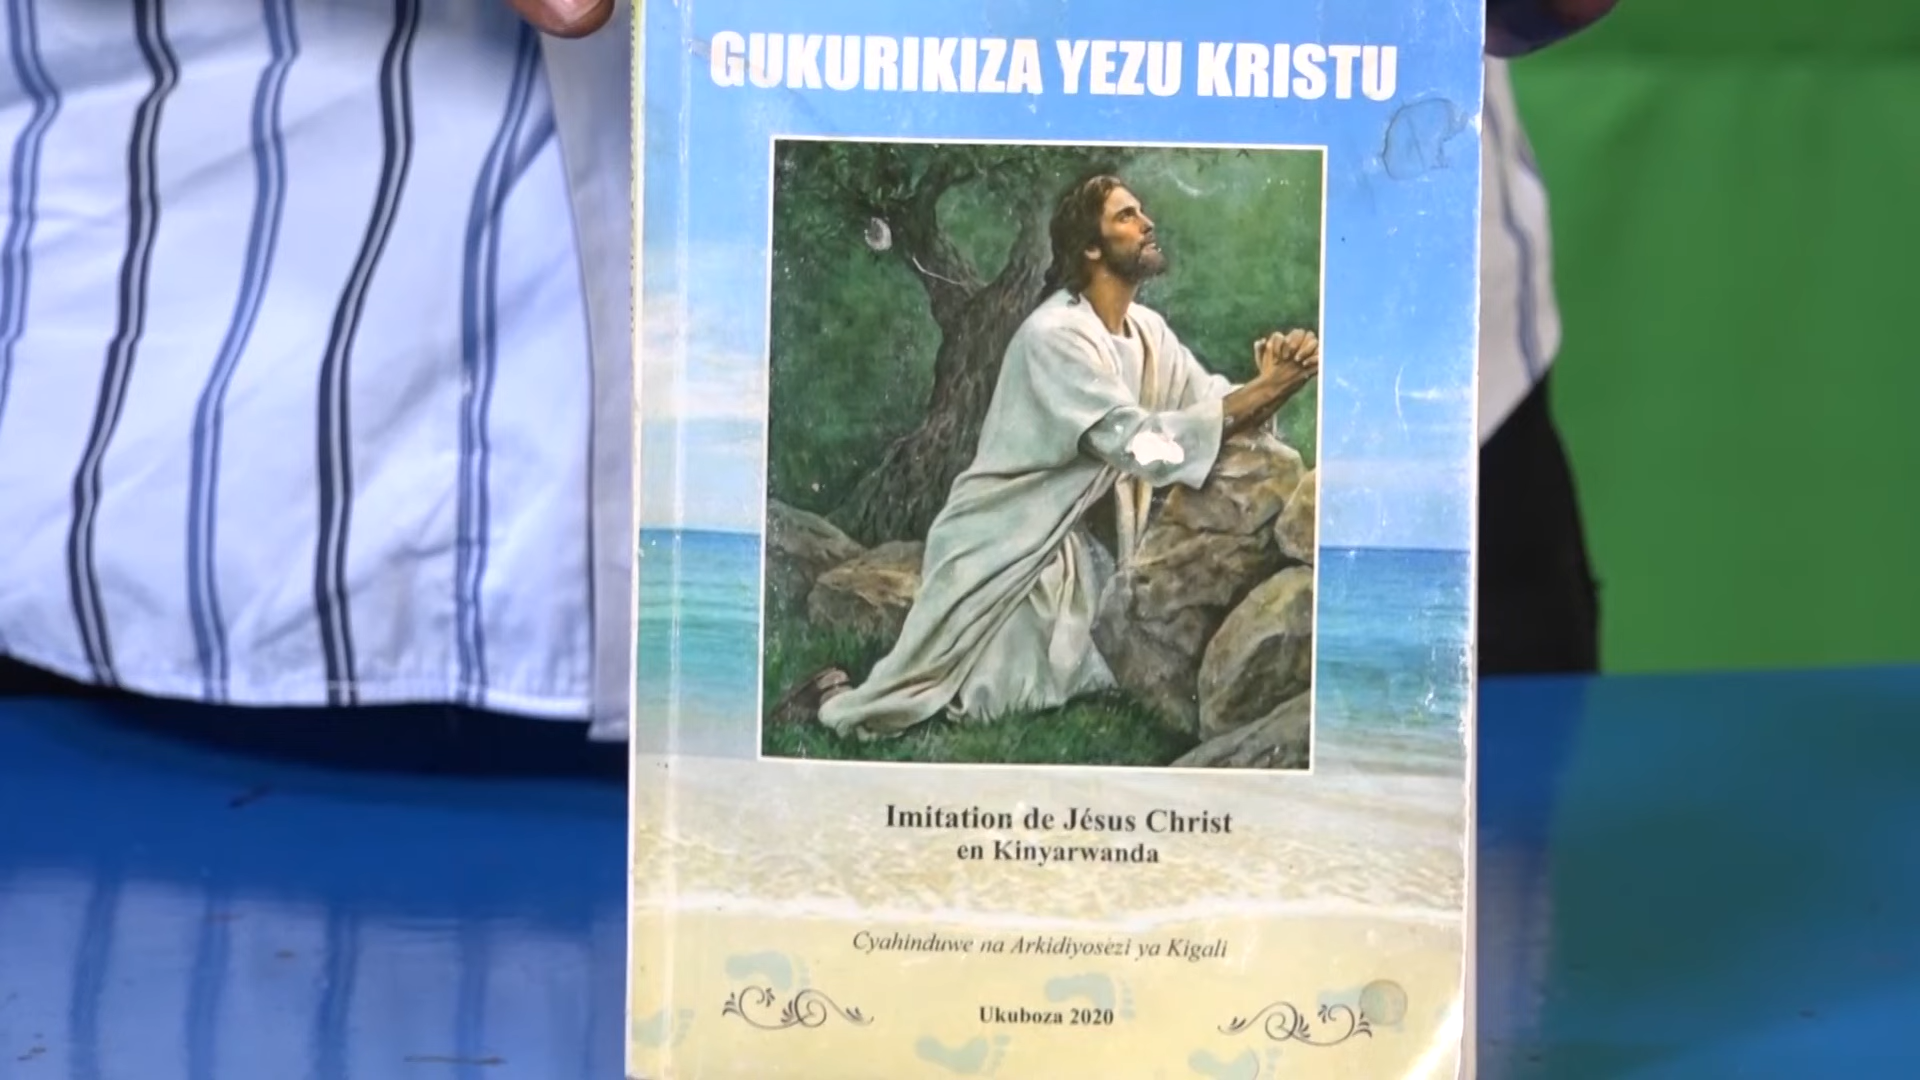 GUKURIKIZA YEZU KRISTU
Imitation de Jésus Christ
en Kinyarwanda
Cyahinduwe na Arkidiyosezi ya Kigali
Ukuboza 2020